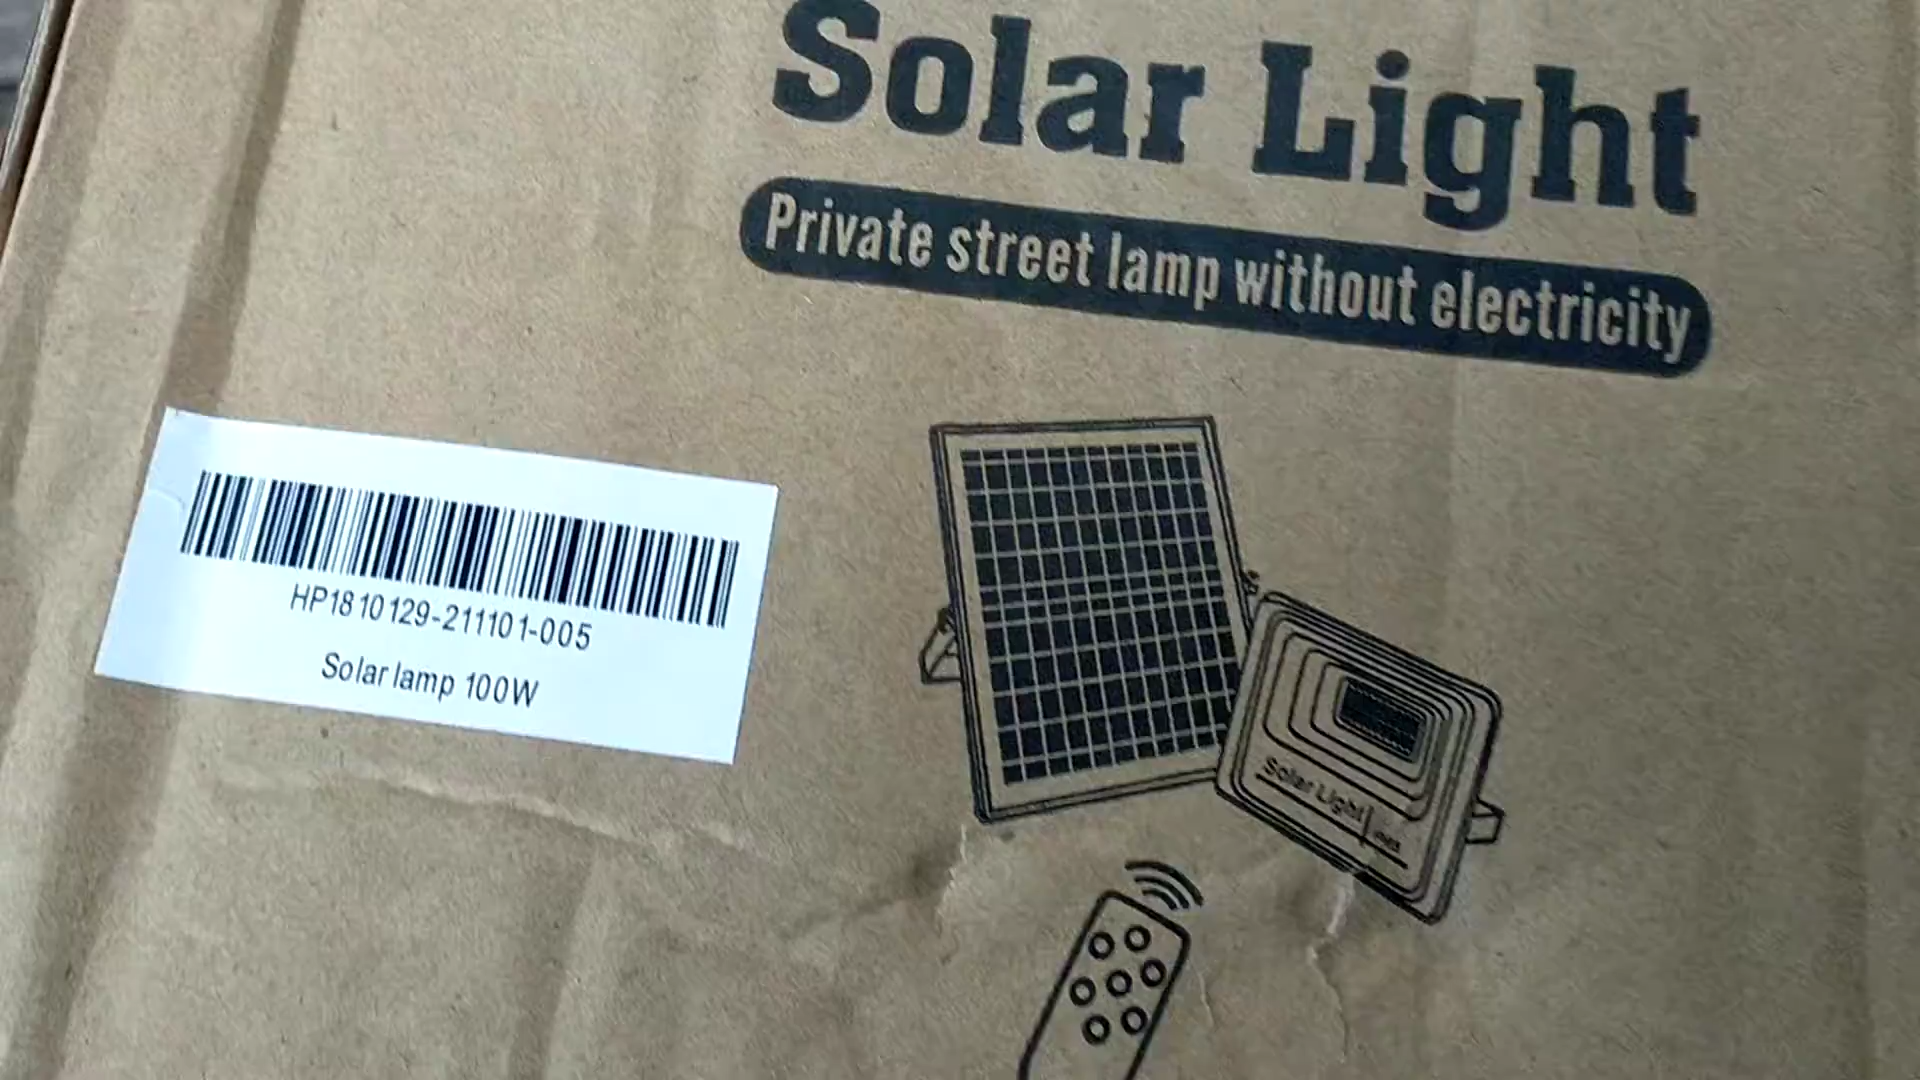 Solar Light
Private street lamp without electricity
HP1810129-211101-005
Solar lamp 100W
Solar Light